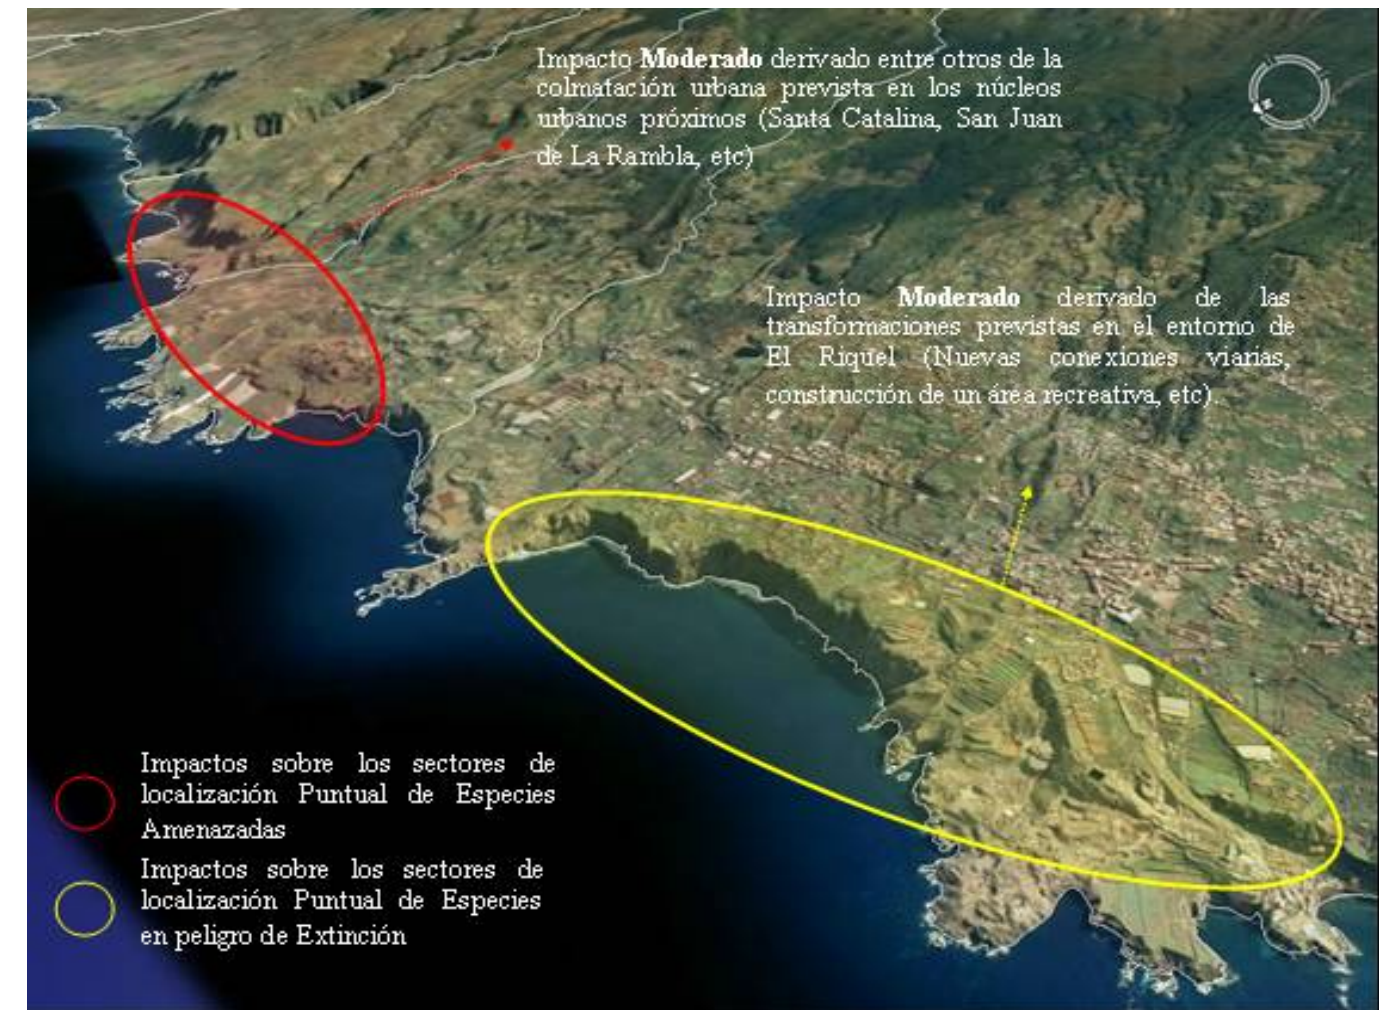 Impacto Moderado derivado entre otros de la
colmatación urbana prevista en los núcleos
urbanos próximos (Santa Catalina, San Juan
de La Rambla, etc)
Impacto Moderado derivado de las
transformaciones previstas en el entorno de
El Riquel (Nuevas conexiones viarias,
construcción de un área recreativa, etc).
Impactos sobre los sectores de
localización Puntual de Especies
Amenazadas
Impactos sobre los sectores de
localización Puntual de Especies
en peligro de Extinción